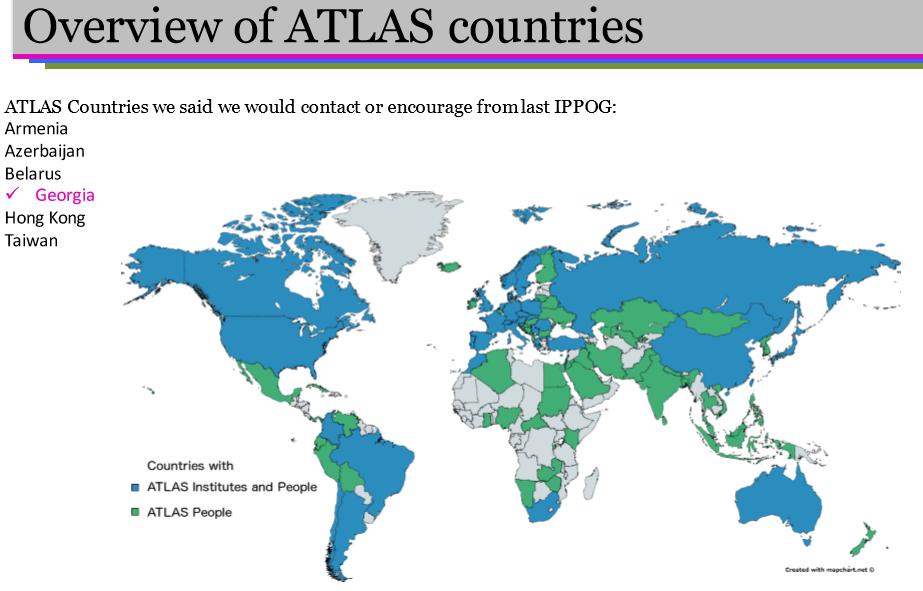 Overview of ATLAS countries
ATLAS Countries we said we would contact or encourage from last IPPOG:
Armenia
Azerbaijan
Belarus
✓ Georgia
Hong Kong
Taiwan
Countries with
ATLAS Institutes and People
ATLAS People
Created with mapchart.net ©